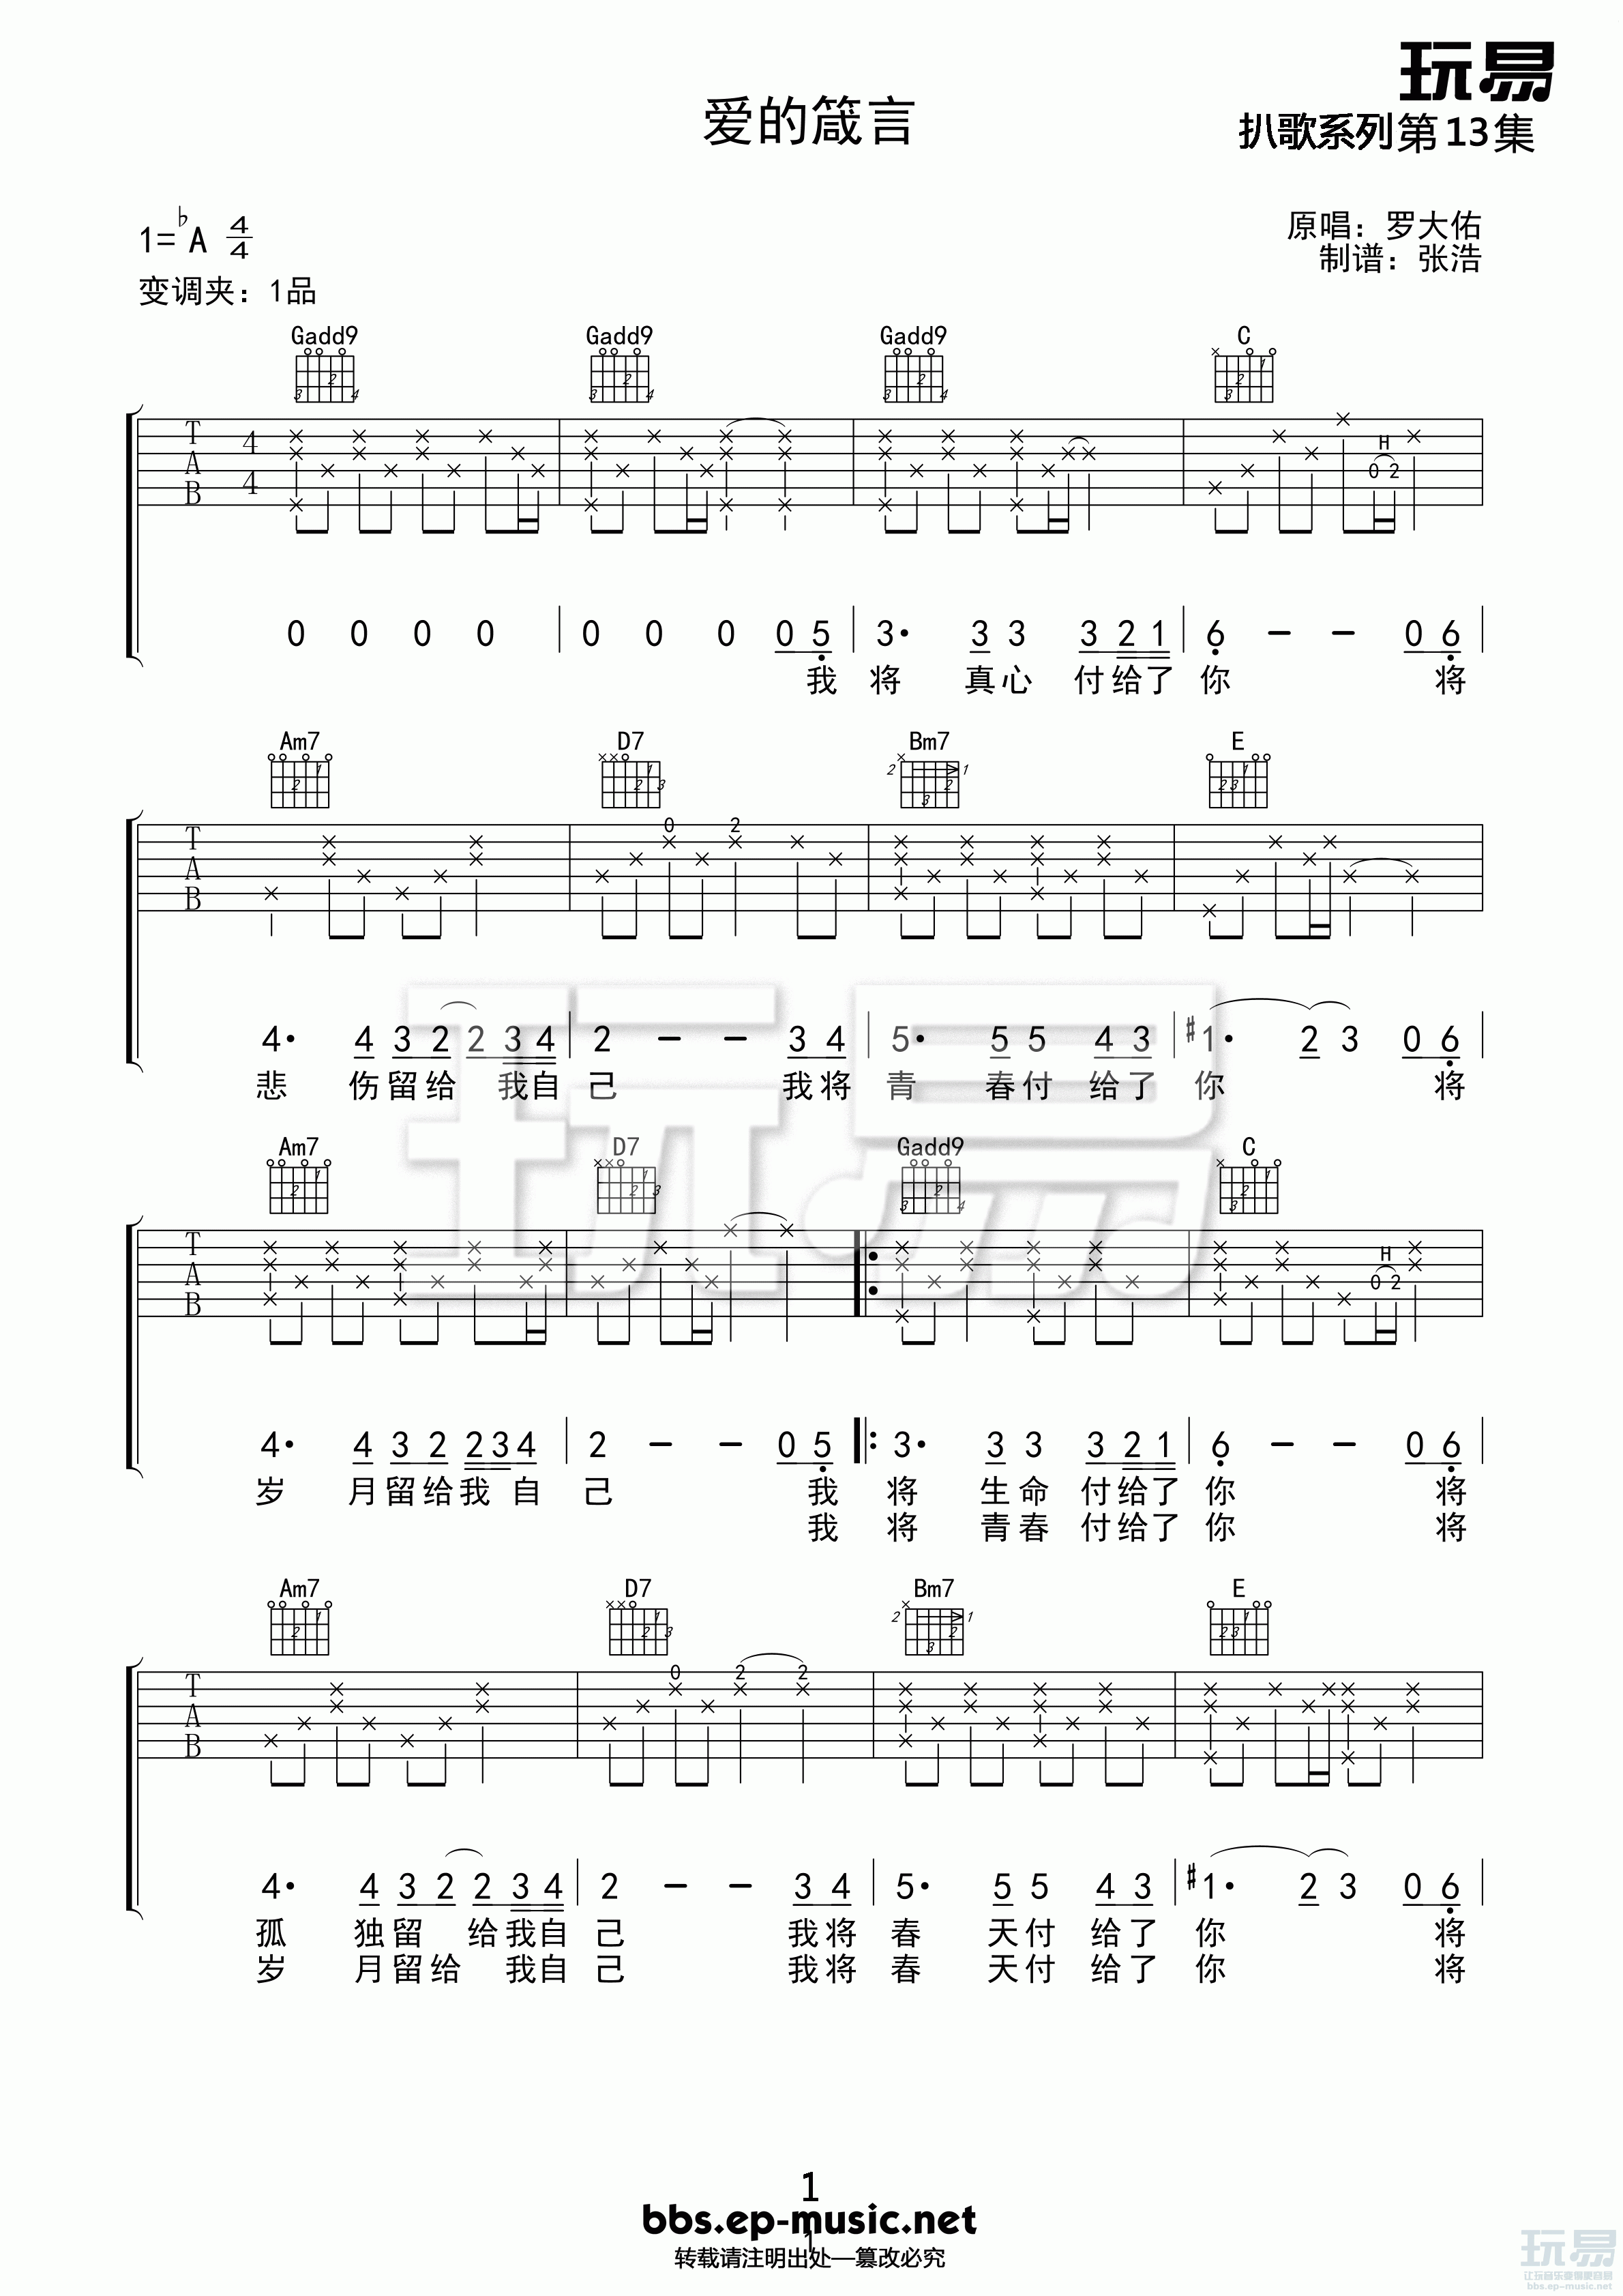 玩易
爱的箴言
扒歌系列第13集
1=♭A 4/4
原唱：罗大佑
制谱：张浩
变调夹：1品
Gadd9 Gadd9 Gadd9 C
T A B 4 4 H 0 2
0 0 0 0 | 0 0 0 0 5 | 3· 3 3 3 2 1 | 6 – – 0 6 |
我 将 真 心 付 给 了 你 将
Am7 D7 Bm7 E
T A B 0 2
4· 4 3 2 2 3 4 | 2 – – 3 4 | 5· 5 5 4 3 | #1· 2 3 0 6 |
悲 伤 留 给 我 自 己 我 将 青 春 付 给 了 你 将
Am7 D7 Gadd9 C
T A B H 0 2
4· 4 3 2 2 3 4 | 2 – – 0 5 |: 3· 3 3 3 2 1 | 6 – – 0 6 |
岁 月 留 给 我 自 己 我 将 生 命 付 给 了 你 将
我 将 青 春 付 给 了 你 将
Am7 D7 Bm7 E
T A B 0 2 2
4· 4 3 2 2 3 4 | 2 – – 3 4 | 5· 5 5 4 3 | #1· 2 3 0 6 |
孤 独 留 给 我 自 己 我 将 春 天 付 给 了 你 将
岁 月 留 给 我 自 己 我 将 春 天 付 给 了 你 将
1
bbs.ep-music.net
1
转载请注明出处—篡改必究
玩易
bbs.ep-music.net